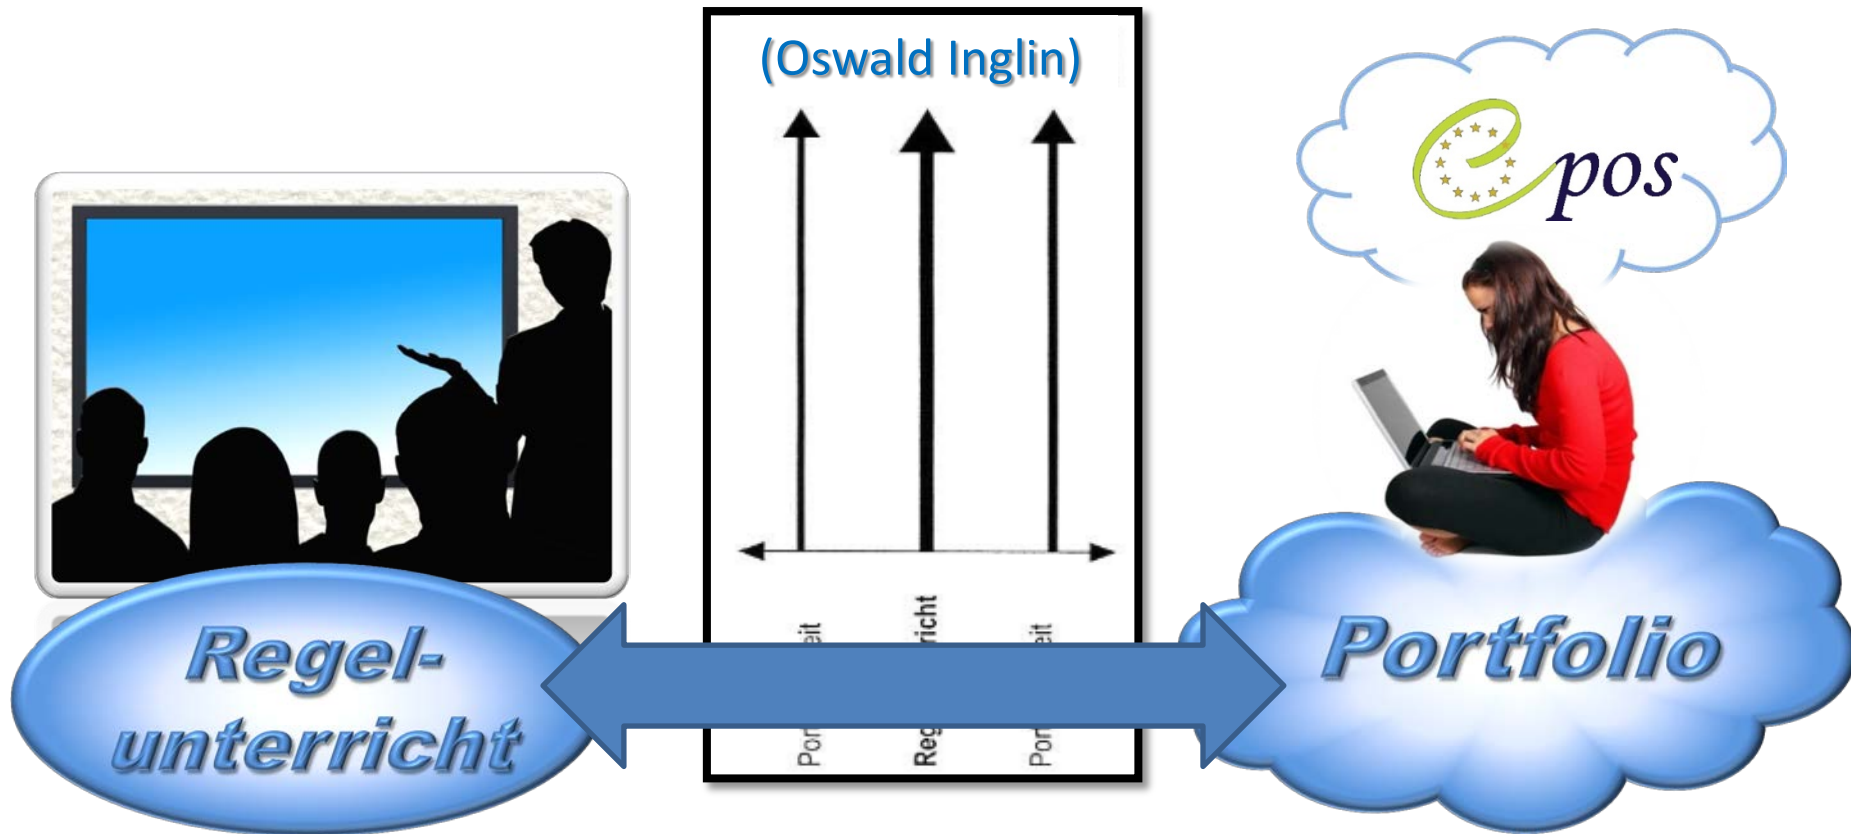 (Oswald Inglin)
epos
Regel-
unterricht
Portfolio